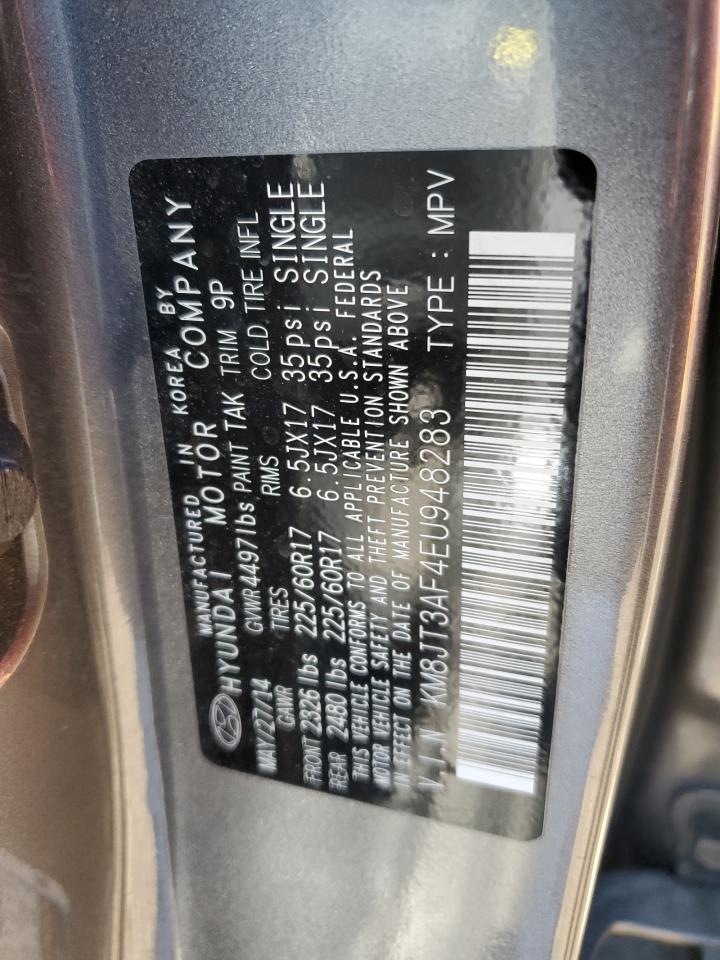 MANUFACTURED IN KOREA BY
HYUNDAI MOTOR COMPANY
MAY/27/14 GVWR 4497lbs PAINT TAK TRIM 9P
GAWR TIRES RIMS COLD TIRE INFL
FRONT 2326 lbs 225/60R17 6.5JX17 35psi SINGLE
REAR 2480 lbs 225/60R17 6.5JX17 35psi SINGLE
THIS VEHICLE CONFORMS TO ALL APPLICABLE U.S.A. FEDERAL
MOTOR VEHICLE SAFETY AND THEFT PREVENTION STANDARDS
IN EFFECT ON THE DATE OF MANUFACTURE SHOWN ABOVE
V.I.N KM8JT3AF4EU948283 TYPE : MPV